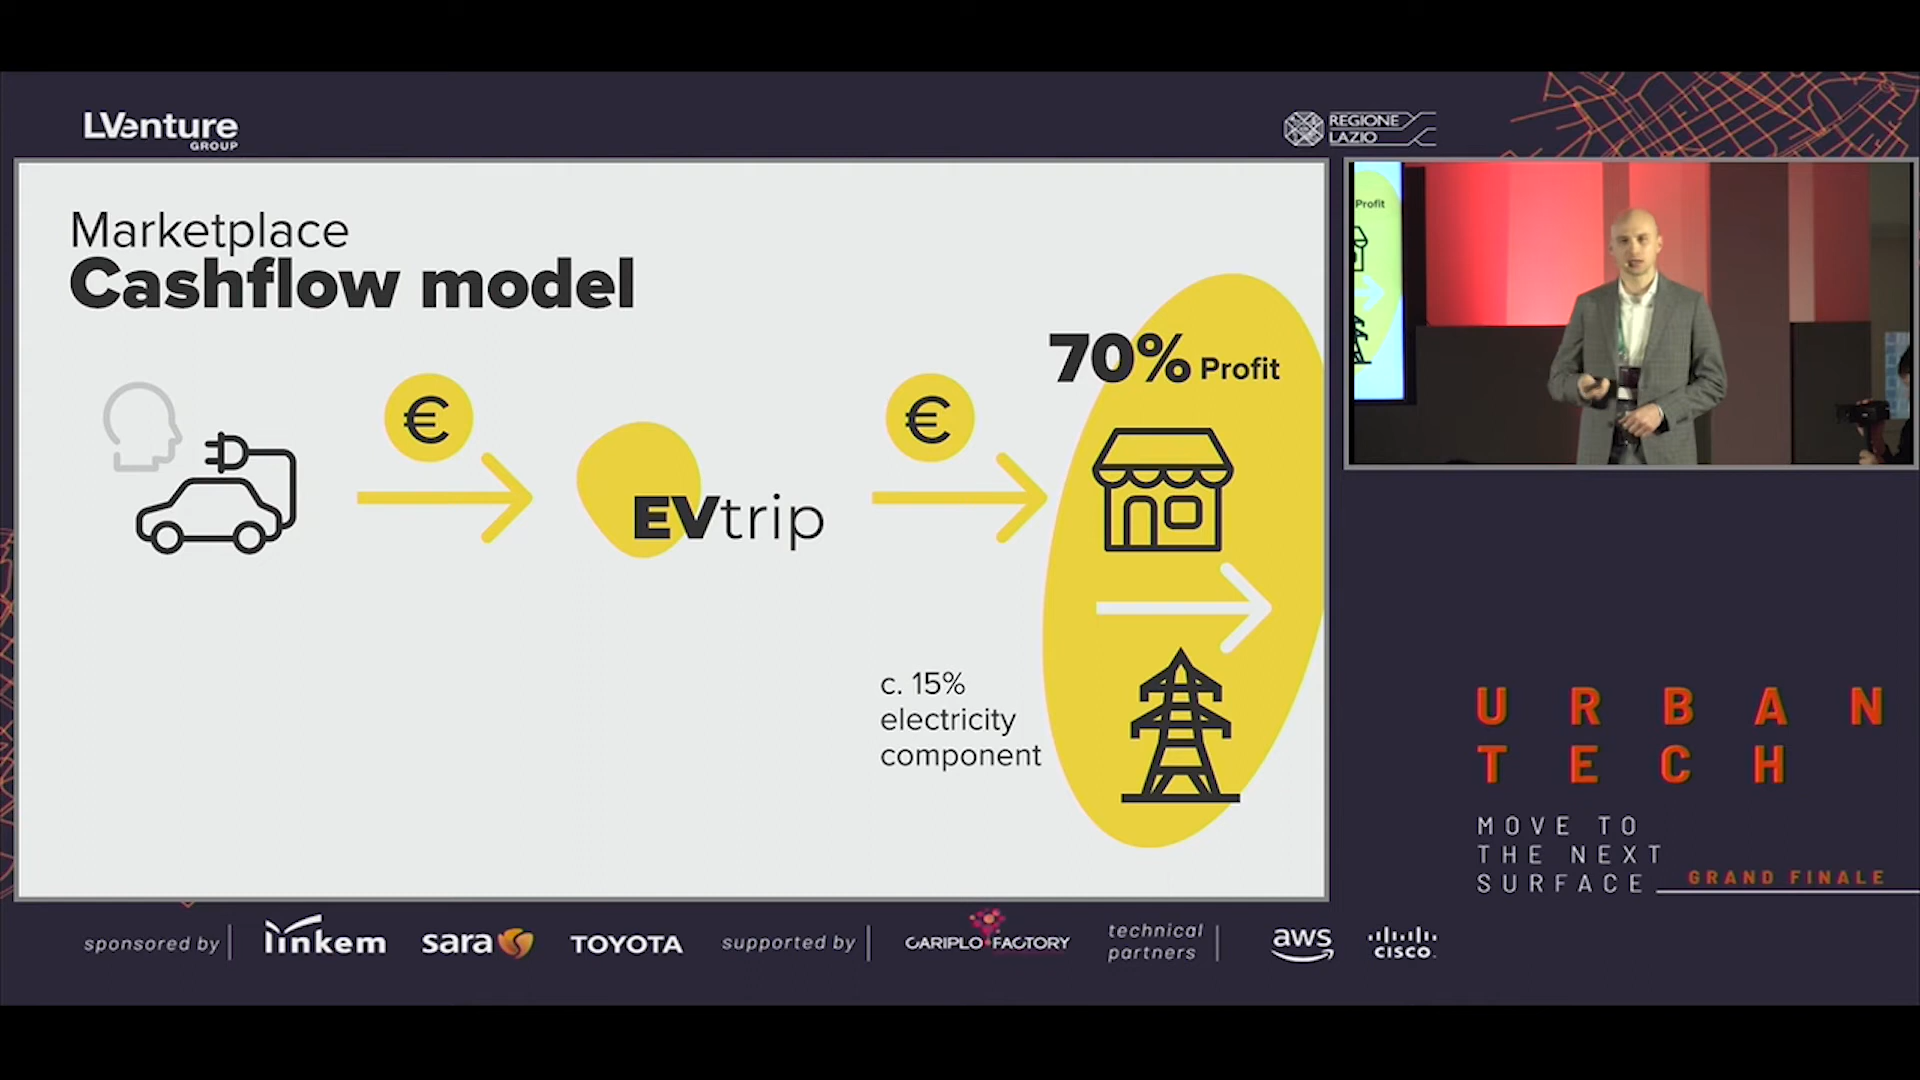 LVenture
GROUP
REGIONE
LAZIO
Marketplace
Cashflow model
70% Profit
€
€
EVtrip
c. 15%
electricity
component
Profit
URBAN
TECH
MOVE TO
THE NEXT
SURFACE
GRAND FINALE
sponsored by
linkem
sara
TOYOTA
supported by
CARIPLO FACTORY
technical
partners
aws
CISCO